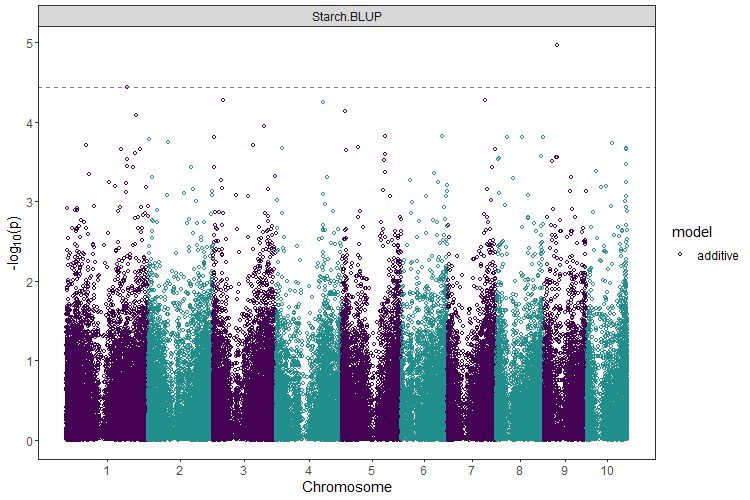 Starch.BLUP
5
4
3
2
1
0
-log₁₀(p)
1 2 3 4 5 6 7 8 9 10
Chromosome
model
additive